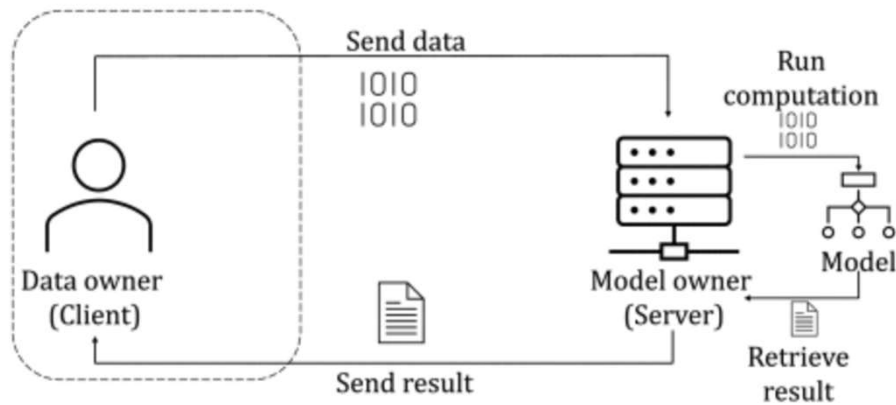 Send data
1010
1010
Run
computation
1010
1010
Data owner
(Client)
Model owner
(Server)
Model
Retrieve
result
Send result